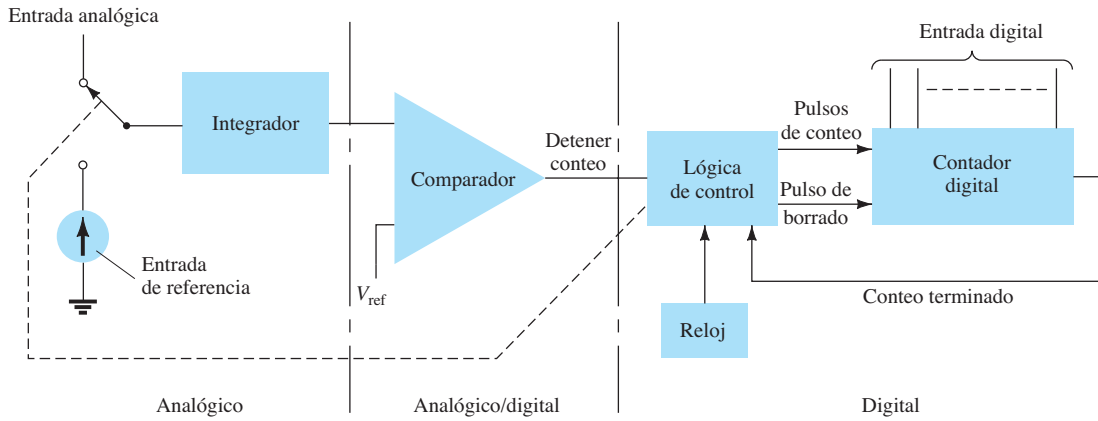 Entrada analógica
Integrador
Entrada
de referencia
Comparador
V_ref
Detener
conteo
Lógica
de control
Reloj
Pulsos
de conteo
Pulso de
borrado
Entrada digital
Contador
digital
Conteo terminado
Analógico
Analógico/digital
Digital